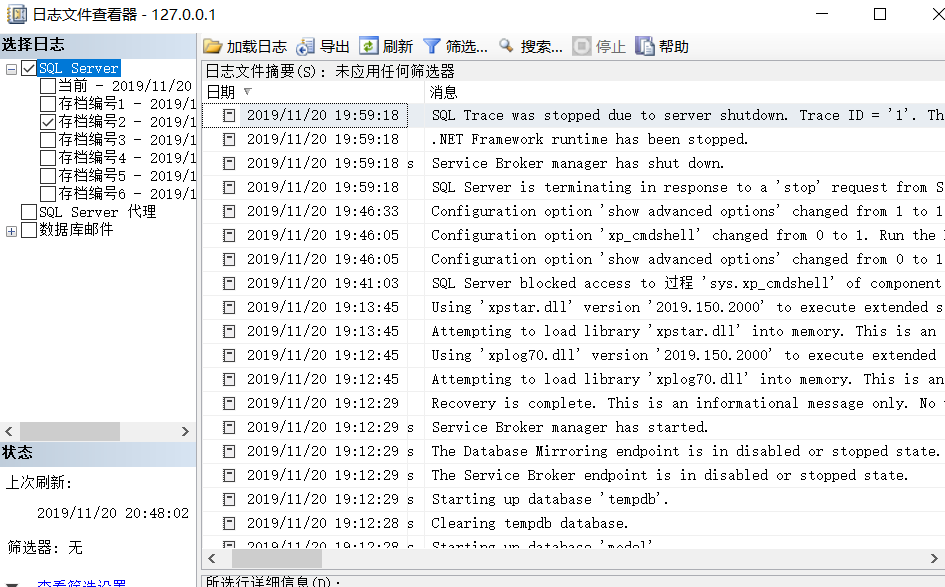 日志文件查看器 - 127.0.0.1
选择日志
SQL Server
当前 - 2019/11/20
存档编号1 - 2019/1
存档编号2 - 2019/1
存档编号3 - 2019/1
存档编号4 - 2019/1
存档编号5 - 2019/1
存档编号6 - 2019/1
SQL Server 代理
数据库邮件
状态
上次刷新:
2019/11/20 20:48:02
筛选器: 无
查看筛选设置
加载日志 导出 刷新 筛选... 搜索... 停止 帮助
日志文件摘要(S): 未应用任何筛选器
日期 消息
2019/11/20 19:59:18 SQL Trace was stopped due to server shutdown. Trace ID = '1'. Th
2019/11/20 19:59:18 .NET Framework runtime has been stopped.
2019/11/20 19:59:18 s Service Broker manager has shut down.
2019/11/20 19:59:18 SQL Server is terminating in response to a 'stop' request from S
2019/11/20 19:46:33 Configuration option 'show advanced options' changed from 1 to 1
2019/11/20 19:46:05 Configuration option 'xp_cmdshell' changed from 0 to 1. Run the
2019/11/20 19:46:05 Configuration option 'show advanced options' changed from 0 to 1
2019/11/20 19:41:03 SQL Server blocked access to 过程 'sys.xp_cmdshell' of component
2019/11/20 19:13:45 Using 'xpstar.dll' version '2019.150.2000' to execute extended s
2019/11/20 19:13:45 Attempting to load library 'xpstar.dll' into memory. This is an
2019/11/20 19:12:45 Using 'xplog70.dll' version '2019.150.2000' to execute extended
2019/11/20 19:12:45 Attempting to load library 'xplog70.dll' into memory. This is an
2019/11/20 19:12:29 Recovery is complete. This is an informational message only. No
2019/11/20 19:12:29 s Service Broker manager has started.
2019/11/20 19:12:29 s The Database Mirroring endpoint is in disabled or stopped state.
2019/11/20 19:12:29 s The Service Broker endpoint is in disabled or stopped state.
2019/11/20 19:12:29 s Starting up database 'tempdb'.
2019/11/20 19:12:28 s Clearing tempdb database.
2019/11/20 19:12:28 s Starting up database 'model'
所选行详细信息(D):